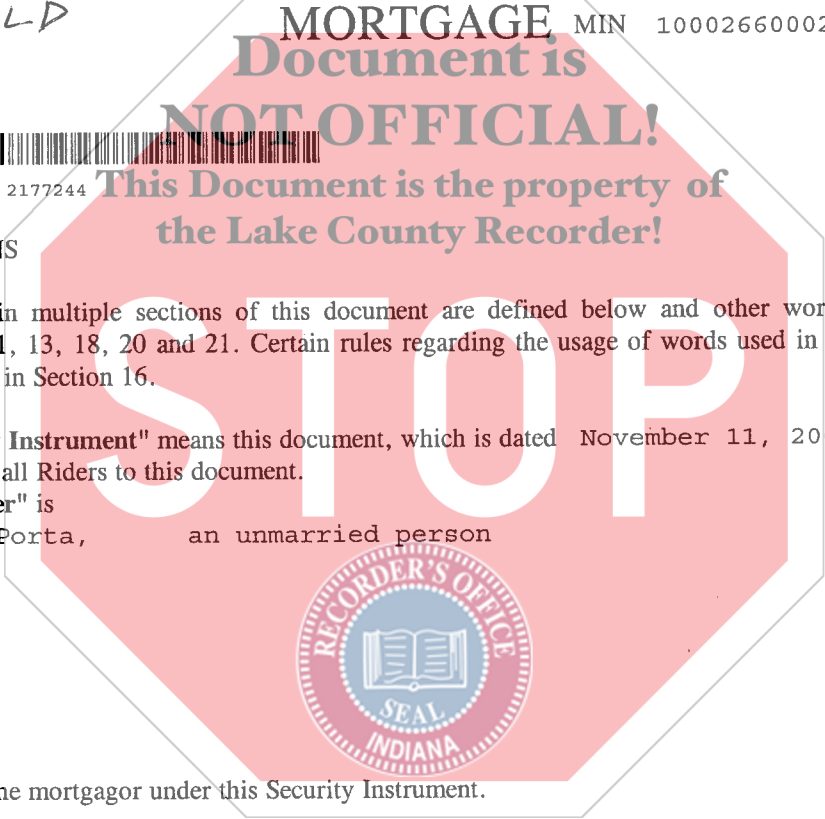 LD
MORTGAGE MIN 10002660002
Document is
NOT OFFICIAL!
2177244 This Document is the property of
the Lake County Recorder!
NS
in multiple sections of this document are defined below and other wor
1, 13, 18, 20 and 21. Certain rules regarding the usage of words used in
in Section 16.
Instrument" means this document, which is dated November 11, 20
all Riders to this document.
er" is
Porta, an unmarried person
STOP
RECORDER'S OFFICE
SEAL
INDIANA
he mortgagor under this Security Instrument.